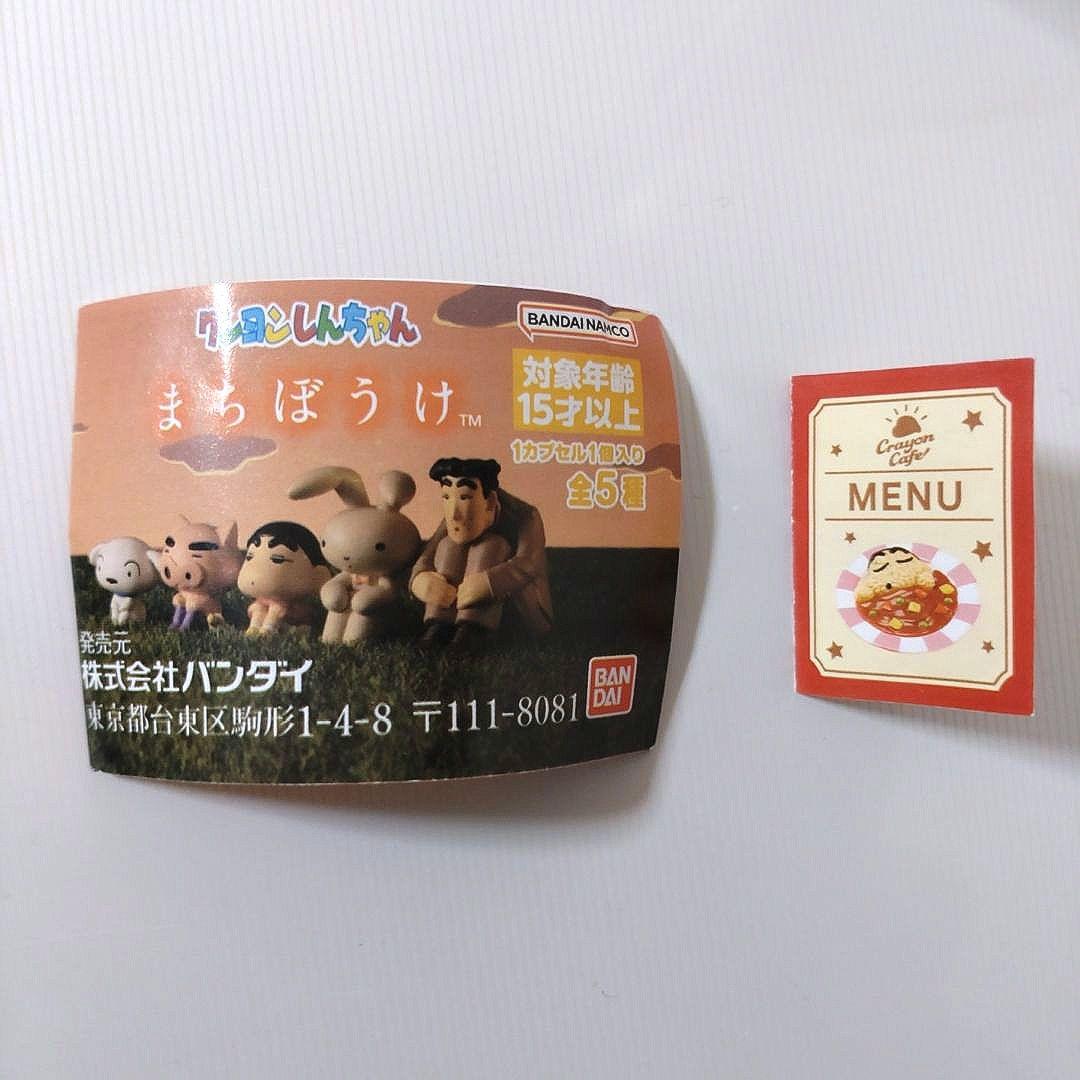 クレヨンしんちゃん
まちぼうけ™
BANDAI NAMCO
対象年齢
15才以上
1カプセル1個入り
全5種
発売元
株式会社バンダイ
東京都台東区駒形1-4-8 〒111-8081
BAN
DAI
Crayon
Cafe
MENU